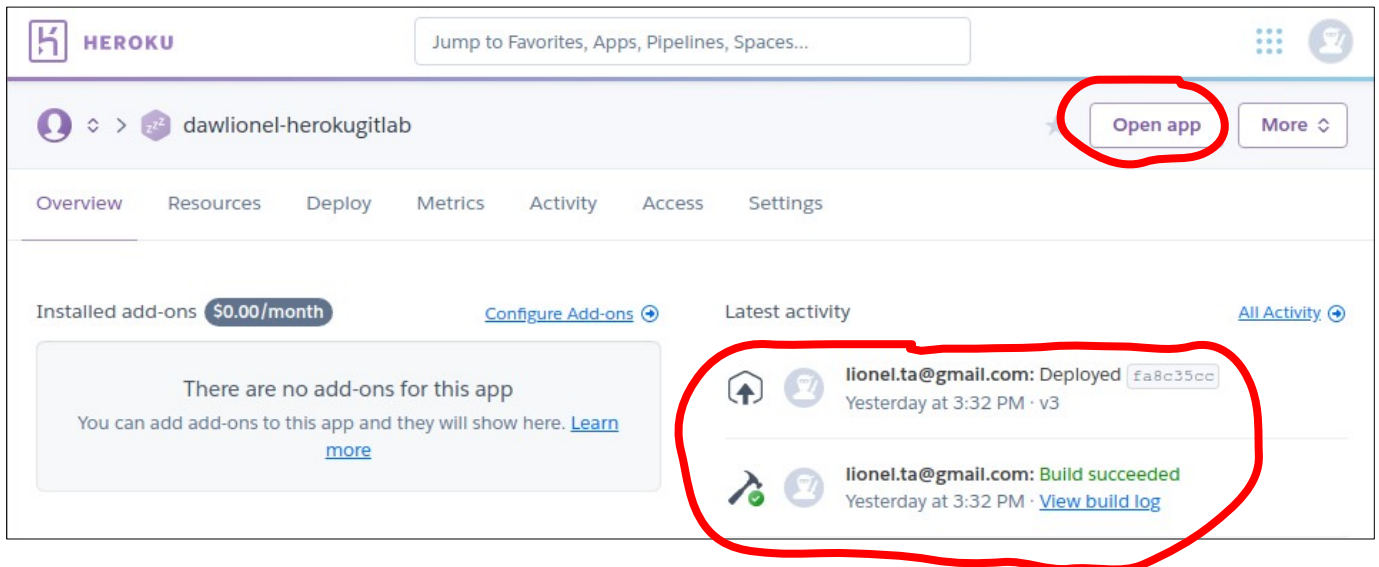 HEROKU
Jump to Favorites, Apps, Pipelines, Spaces...
> zzz dawlionel-herokugitlab
Open app
More
Overview Resources Deploy Metrics Activity Access Settings
Installed add-ons $0.00/month
Configure Add-ons
There are no add-ons for this app
You can add add-ons to this app and they will show here. Learn
more
Latest activity
All Activity
lionel.ta@gmail.com: Deployed fa8c35cc
Yesterday at 3:32 PM · v3
lionel.ta@gmail.com: Build succeeded
Yesterday at 3:32 PM · View build log